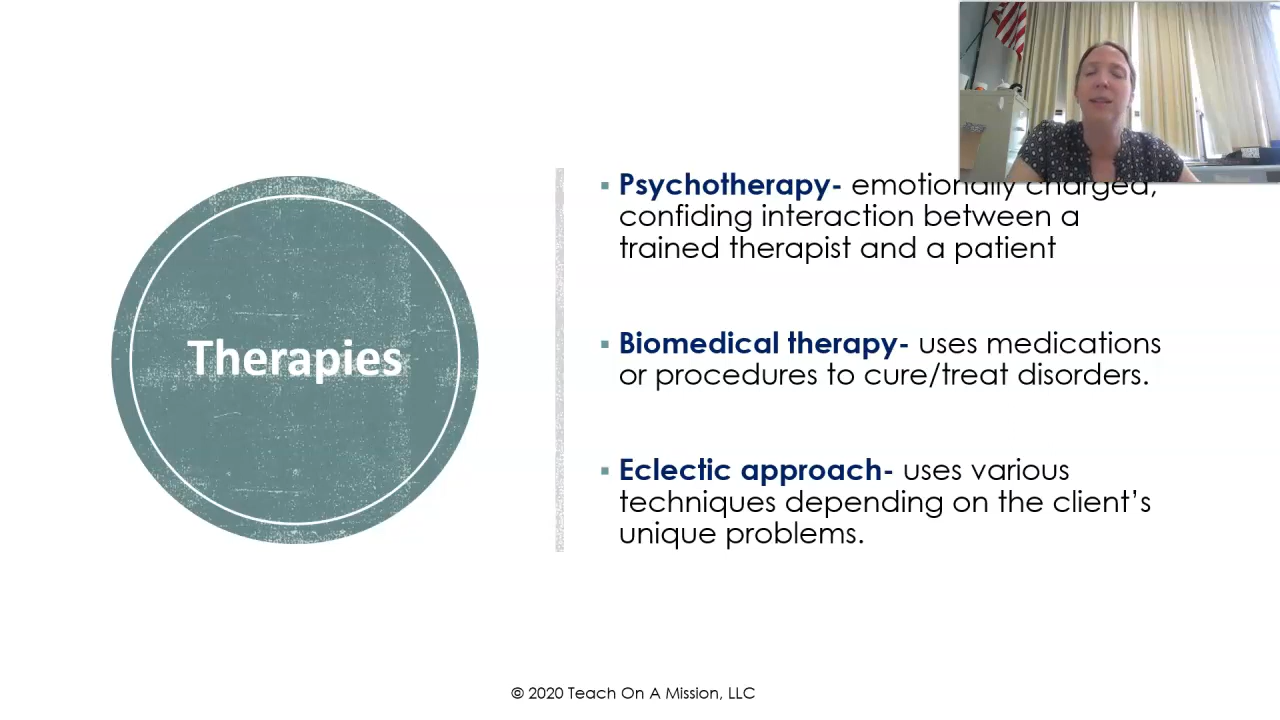 Therapies
▪ Psychotherapy- emotionally charged,
confiding interaction between a
trained therapist and a patient
▪ Biomedical therapy- uses medications
or procedures to cure/treat disorders.
▪ Eclectic approach- uses various
techniques depending on the client’s
unique problems.
© 2020 Teach On A Mission, LLC